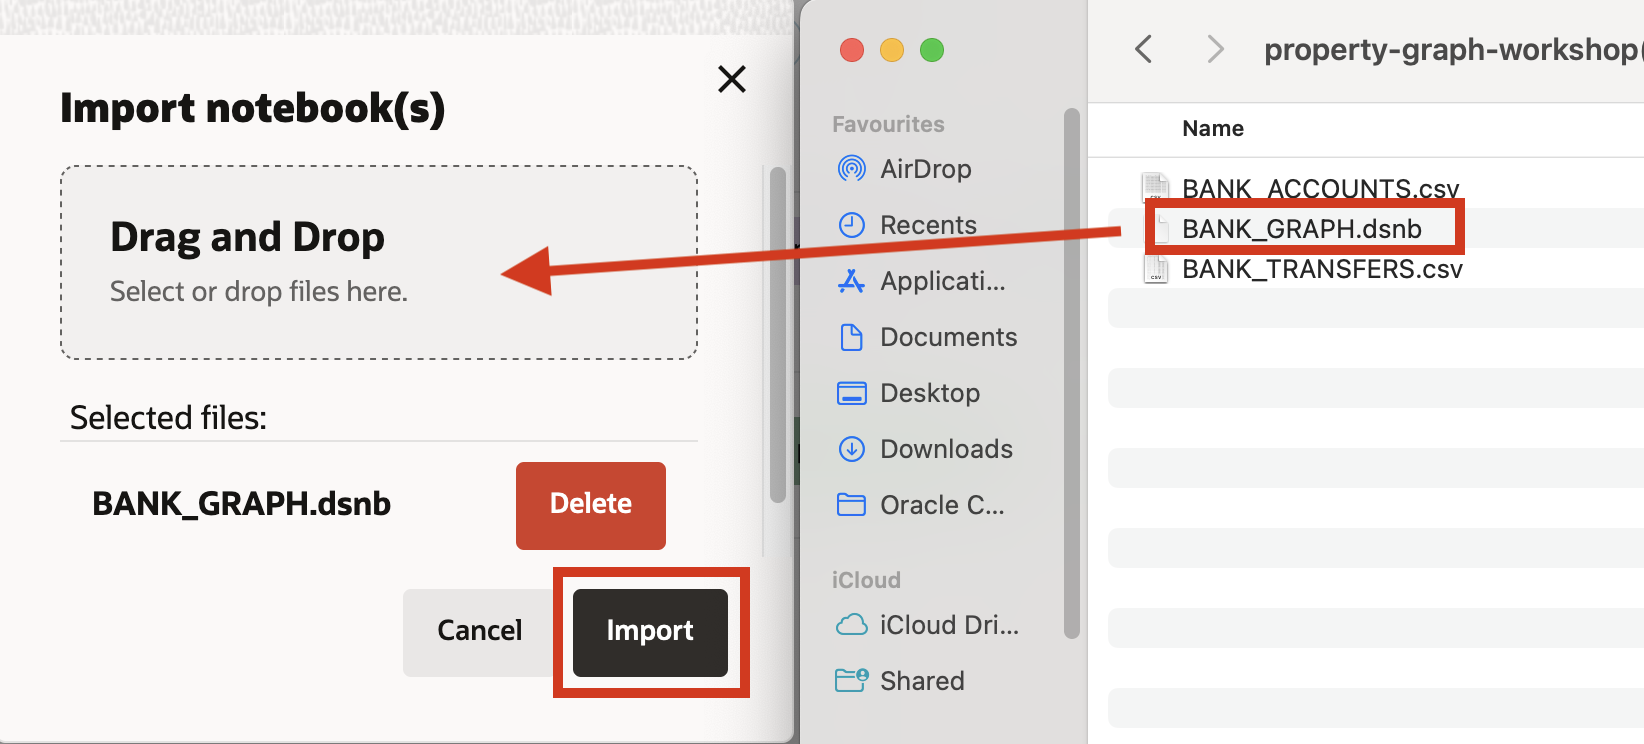 Import notebook(s)
Drag and Drop
Select or drop files here.
Selected files:
BANK_GRAPH.dsnb
Delete
Cancel
Import
Favourites
AirDrop
Recents
Applicati...
Documents
Desktop
Downloads
Oracle C...
iCloud
iCloud Dri...
Shared
property-graph-workshop(
Name
BANK_ACCOUNTS.csv
BANK_GRAPH.dsnb
BANK_TRANSFERS.csv